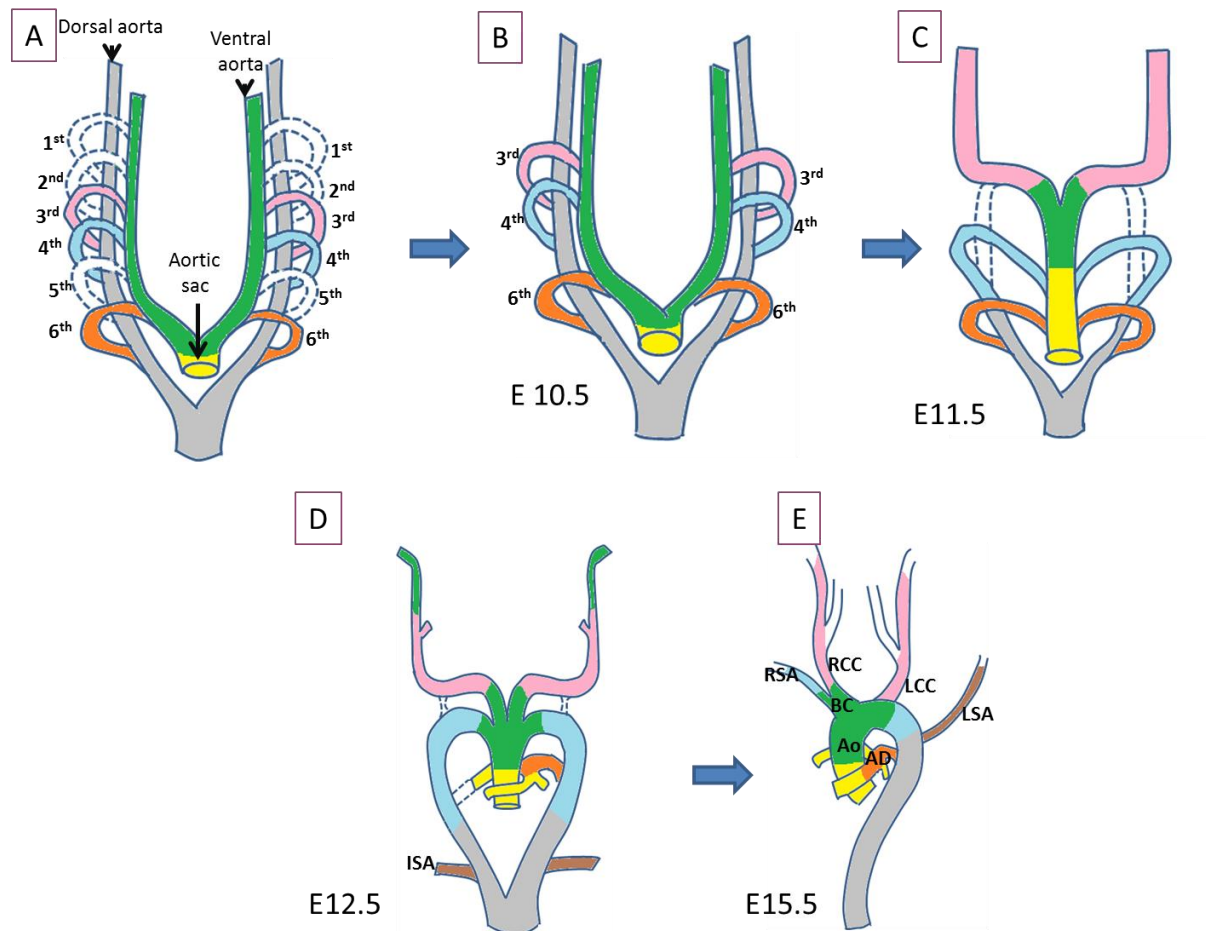 A
Dorsal aorta
Ventral
aorta
1st
1st
2nd
2nd
3rd
3rd
4th
4th
Aortic
sac
5th
5th
6th
6th
B
3rd
3rd
4th
4th
6th
6th
E 10.5
C
E11.5
D
ISA
E12.5
E
RSA
RCC
LCC
BC
LSA
Ao
AD
E15.5